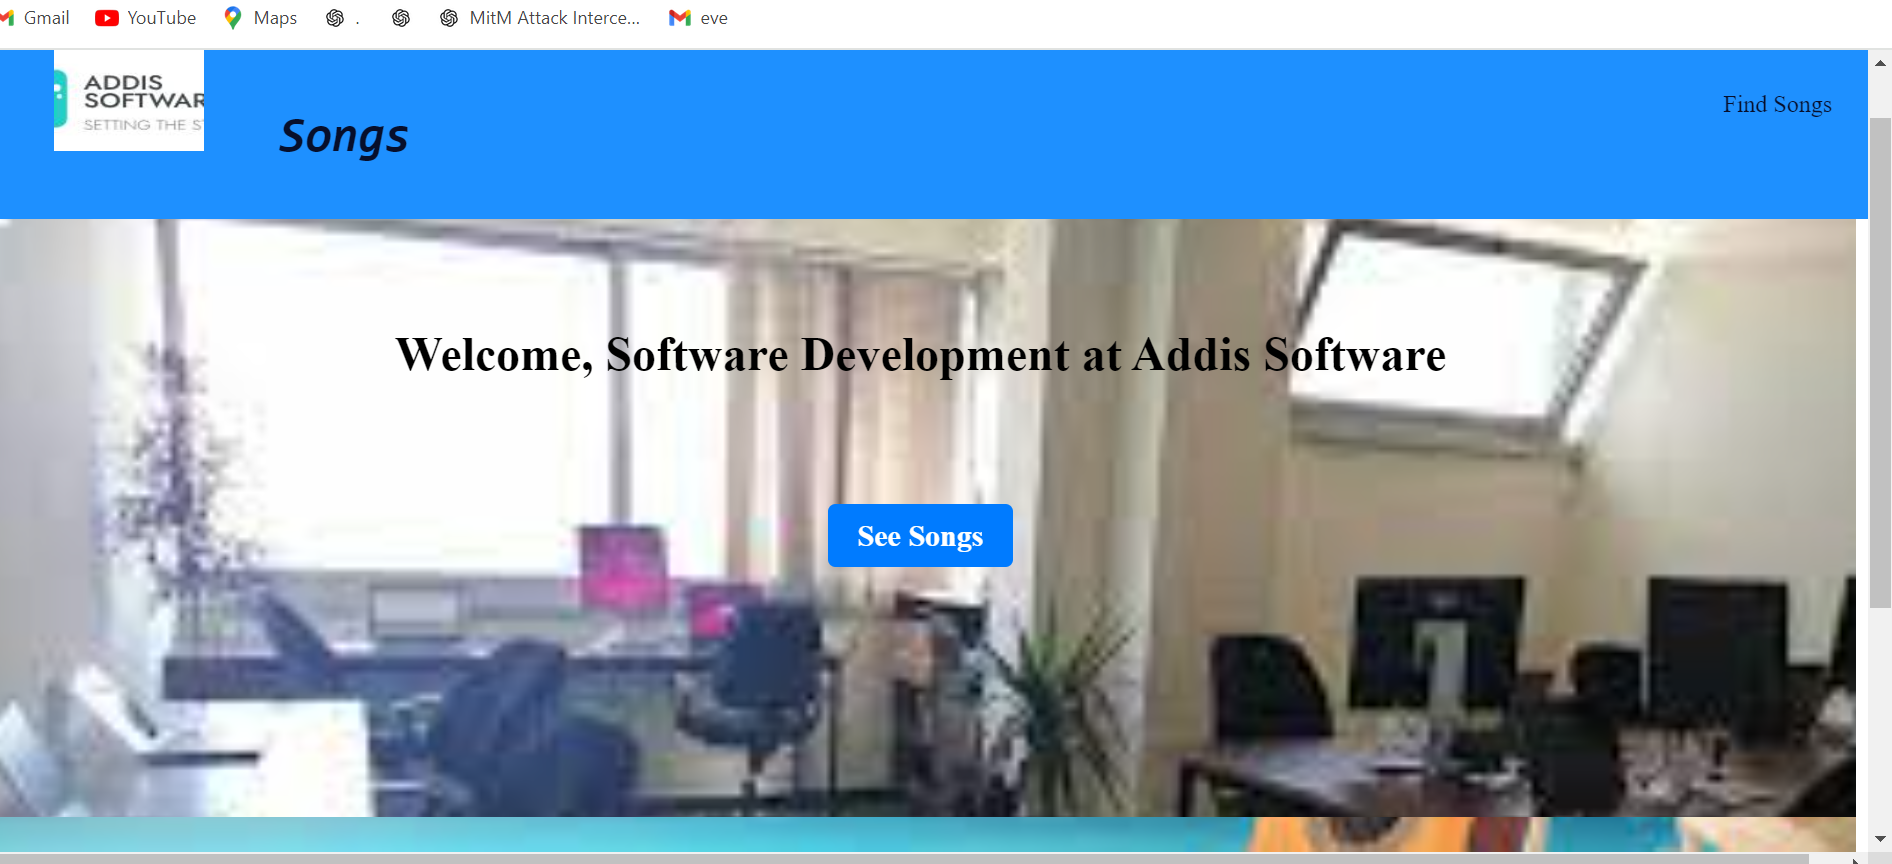 Gmail YouTube Maps . MitM Attack Interce... eve
ADDIS
SOFTWAR
SETTING THE S
Songs
Find Songs
Welcome, Software Development at Addis Software
See Songs